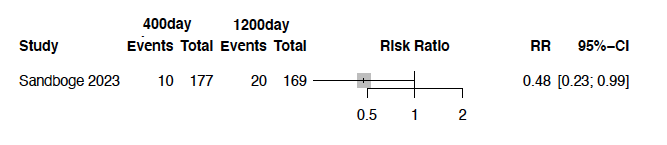 400day 1200day
Study Events Total Events Total Risk Ratio RR 95%−CI
Sandboge 2023 10 177 20 169 0.48 [0.23; 0.99]
0.5 1 2